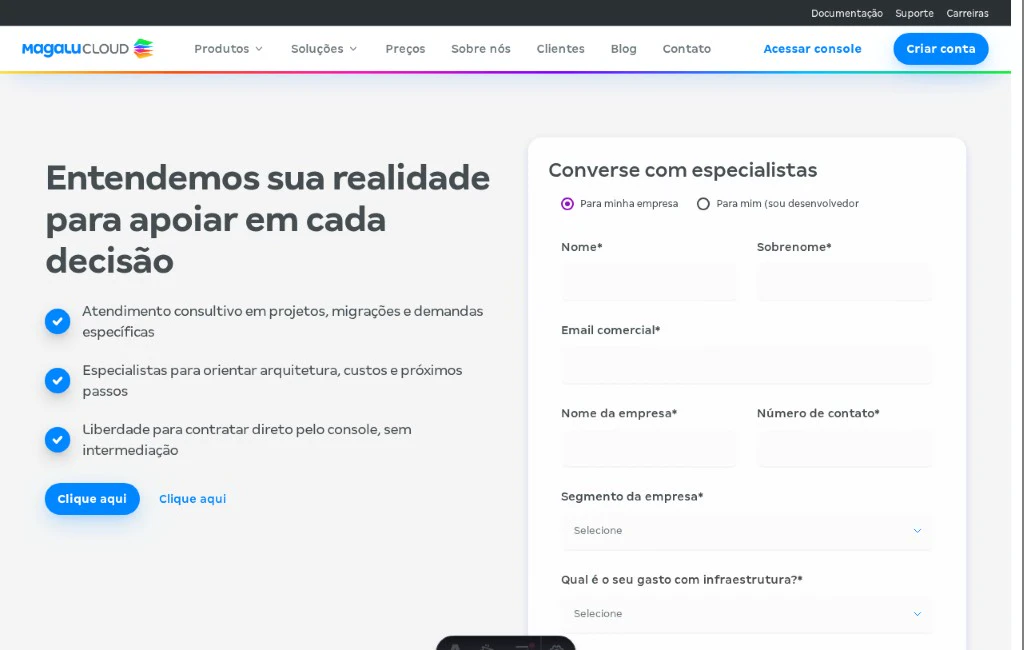 Documentação Suporte Carreiras
MagaluCLOUD Produtos Soluções Preços Sobre nós Clientes Blog Contato Acessar console Criar conta
Entendemos sua realidade
para apoiar em cada
decisão
Atendimento consultivo em projetos, migrações e demandas
específicas
Especialistas para orientar arquitetura, custos e próximos
passos
Liberdade para contratar direto pelo console, sem
intermediação
Clique aqui Clique aqui
Converse com especialistas
Para minha empresa Para mim (sou desenvolvedor
Nome* Sobrenome*
Email comercial*
Nome da empresa* Número de contato*
Segmento da empresa*
Selecione
Qual é o seu gasto com infraestrutura?*
Selecione